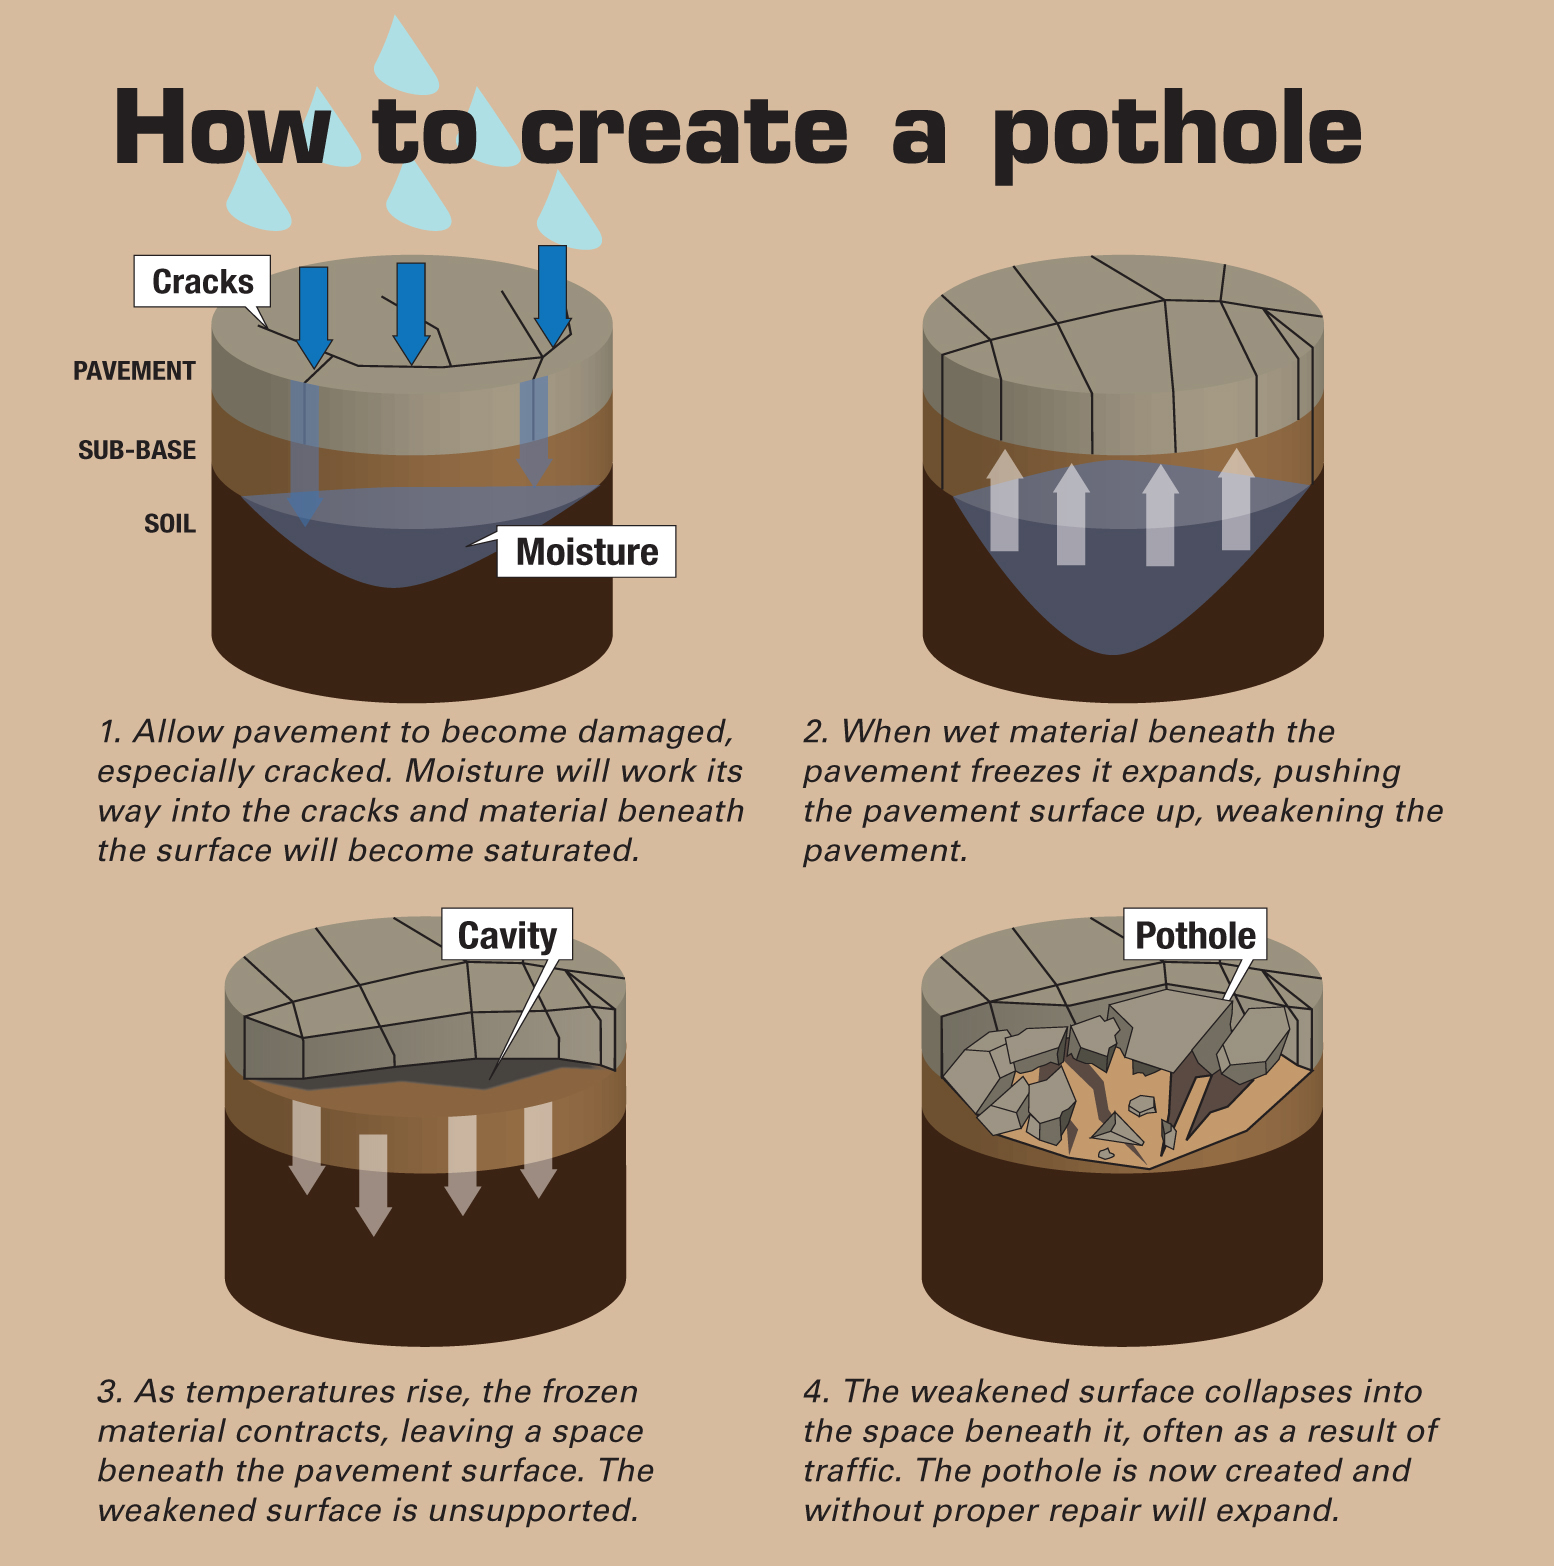 How to create a pothole
Cracks
PAVEMENT
SUB-BASE
SOIL
Moisture
1. Allow pavement to become damaged,
especially cracked. Moisture will work its
way into the cracks and material beneath
the surface will become saturated.
2. When wet material beneath the
pavement freezes it expands, pushing
the pavement surface up, weakening the
pavement.
Cavity
3. As temperatures rise, the frozen
material contracts, leaving a space
beneath the pavement surface. The
weakened surface is unsupported.
Pothole
4. The weakened surface collapses into
the space beneath it, often as a result of
traffic. The pothole is now created and
without proper repair will expand.